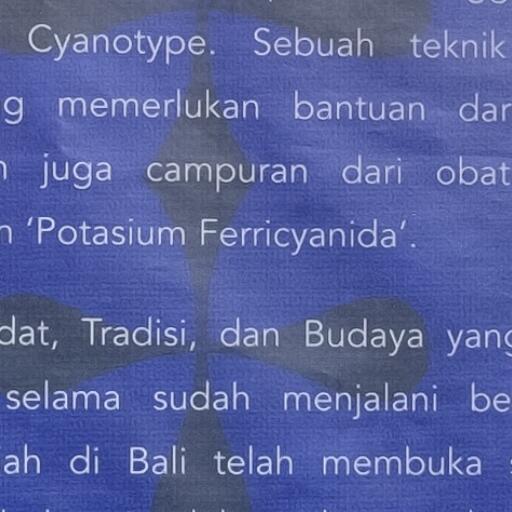 Cyanotype. Sebuah teknik
g memerlukan bantuan dar
juga campuran dari obat
n 'Potasium Ferricyanida'.
dat, Tradisi, dan Budaya yang
selama sudah menjalani be
ah di Bali telah membuka